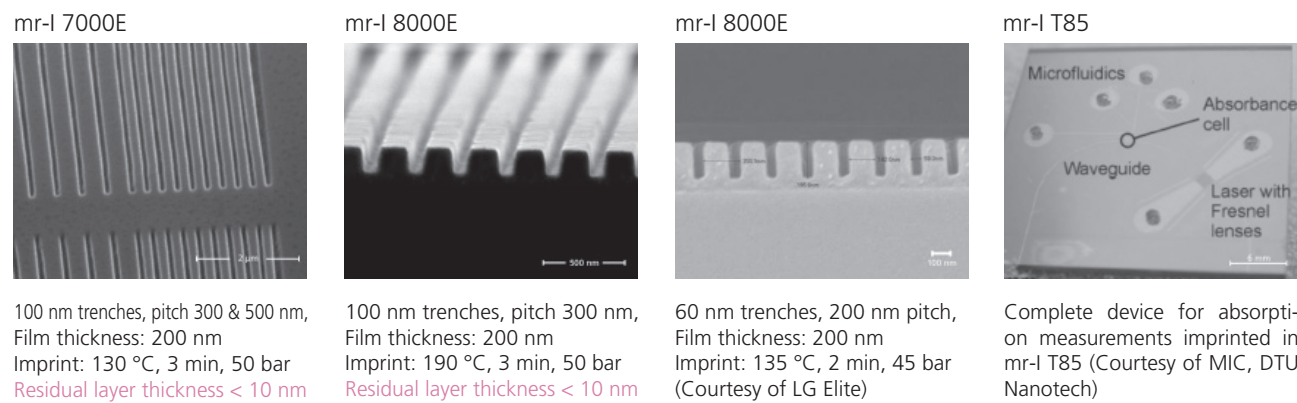 mr-I 7000E
2 µm
100 nm trenches, pitch 300 & 500 nm,
Film thickness: 200 nm
Imprint: 130 °C, 3 min, 50 bar
Residual layer thickness < 10 nm
mr-I 8000E
500 nm
100 nm trenches, pitch 300 nm,
Film thickness: 200 nm
Imprint: 190 °C, 3 min, 50 bar
Residual layer thickness < 10 nm
mr-I 8000E
100 nm
60 nm trenches, 200 nm pitch,
Film thickness: 200 nm
Imprint: 135 °C, 2 min, 45 bar
(Courtesy of LG Elite)
mr-I T85
Microfluidics
Absorbance
cell
Waveguide
Laser with
Fresnel
lenses
6 mm
Complete device for absorpti-
on measurements imprinted in
mr-I T85 (Courtesy of MIC, DTU
Nanotech)